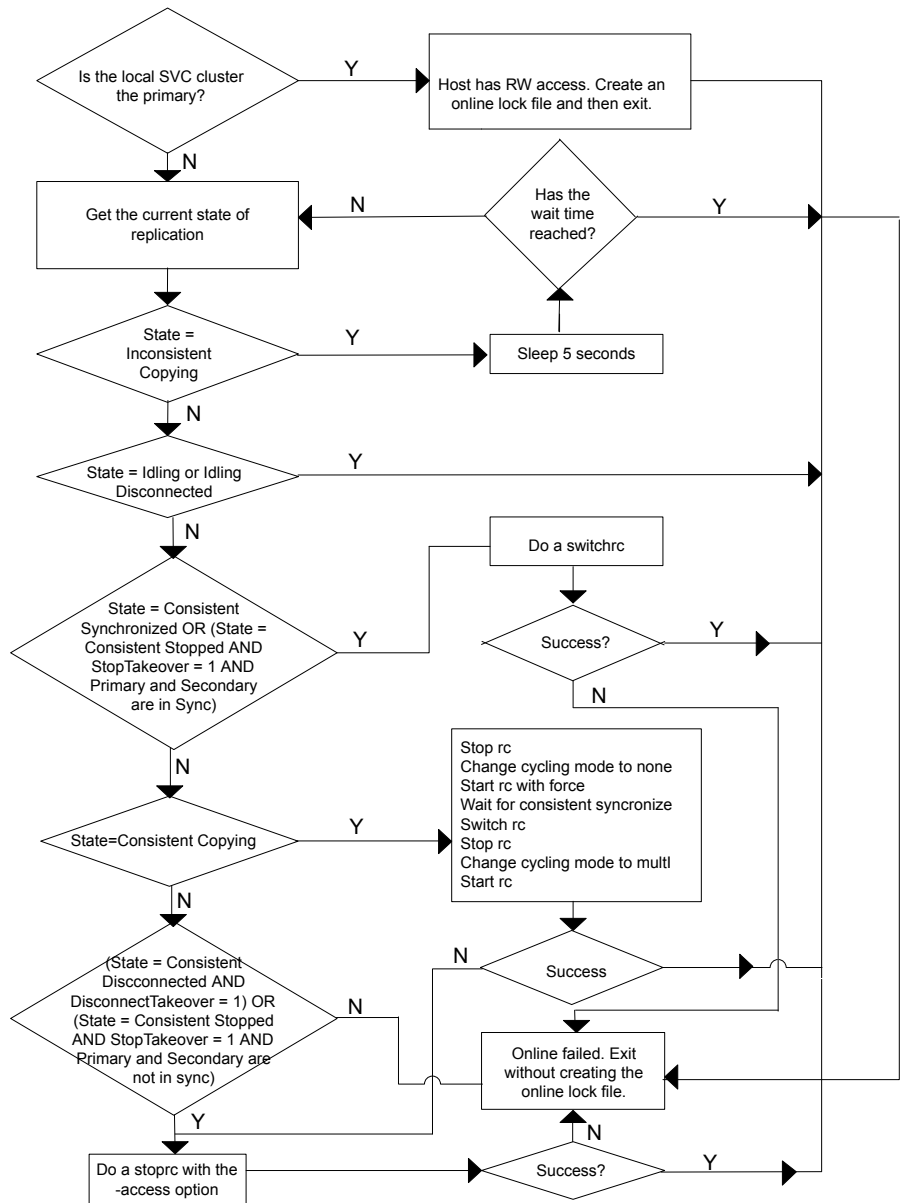 Is the local SVC cluster
the primary?
Y
Host has RW access. Create an
online lock file and then exit.
N
Get the current state of
replication
N
Has the
wait time
reached?
Y
State =
Inconsistent
Copying
Y
Sleep 5 seconds
N
State = Idling or Idling
Disconnected
Y
N
Do a switchrc
State = Consistent
Synchronized OR (State =
Consistent Stopped AND
StopTakeover = 1 AND
Primary and Secondary
are in Sync)
Y
Success?
Y
N
N
Stop rc
Change cycling mode to none
Start rc with force
Wait for consistent syncronize
Switch rc
Stop rc
Change cycling mode to multl
Start rc
State=Consistent Copying
Y
N
(State = Consistent
Discconnected AND
DisconnectTakeover = 1) OR
(State = Consistent Stopped
AND StopTakeover = 1 AND
Primary and Secondary are
not in sync)
N
N
Success
Y
Online failed. Exit
without creating the
online lock file.
Y
N
Do a stoprc with the
-access option
Success?
Y